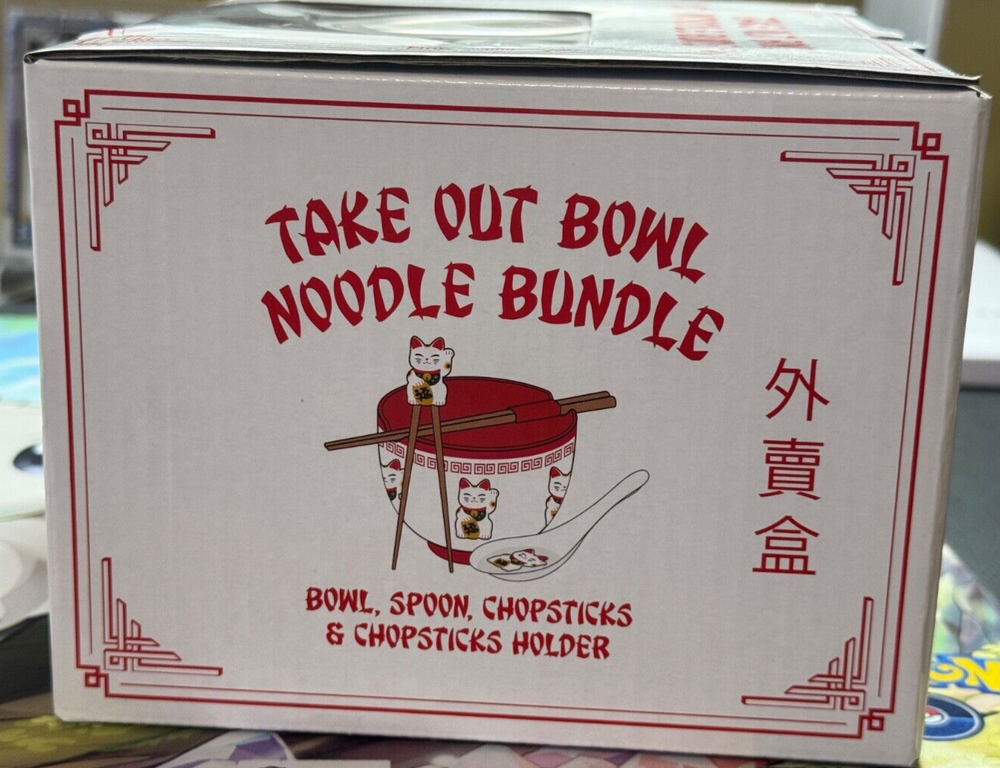 TAKE OUT BOWL
NOODLE BUNDLE
外賣盒
BOWL, SPOON, CHOPSTICKS
& CHOPSTICKS HOLDER